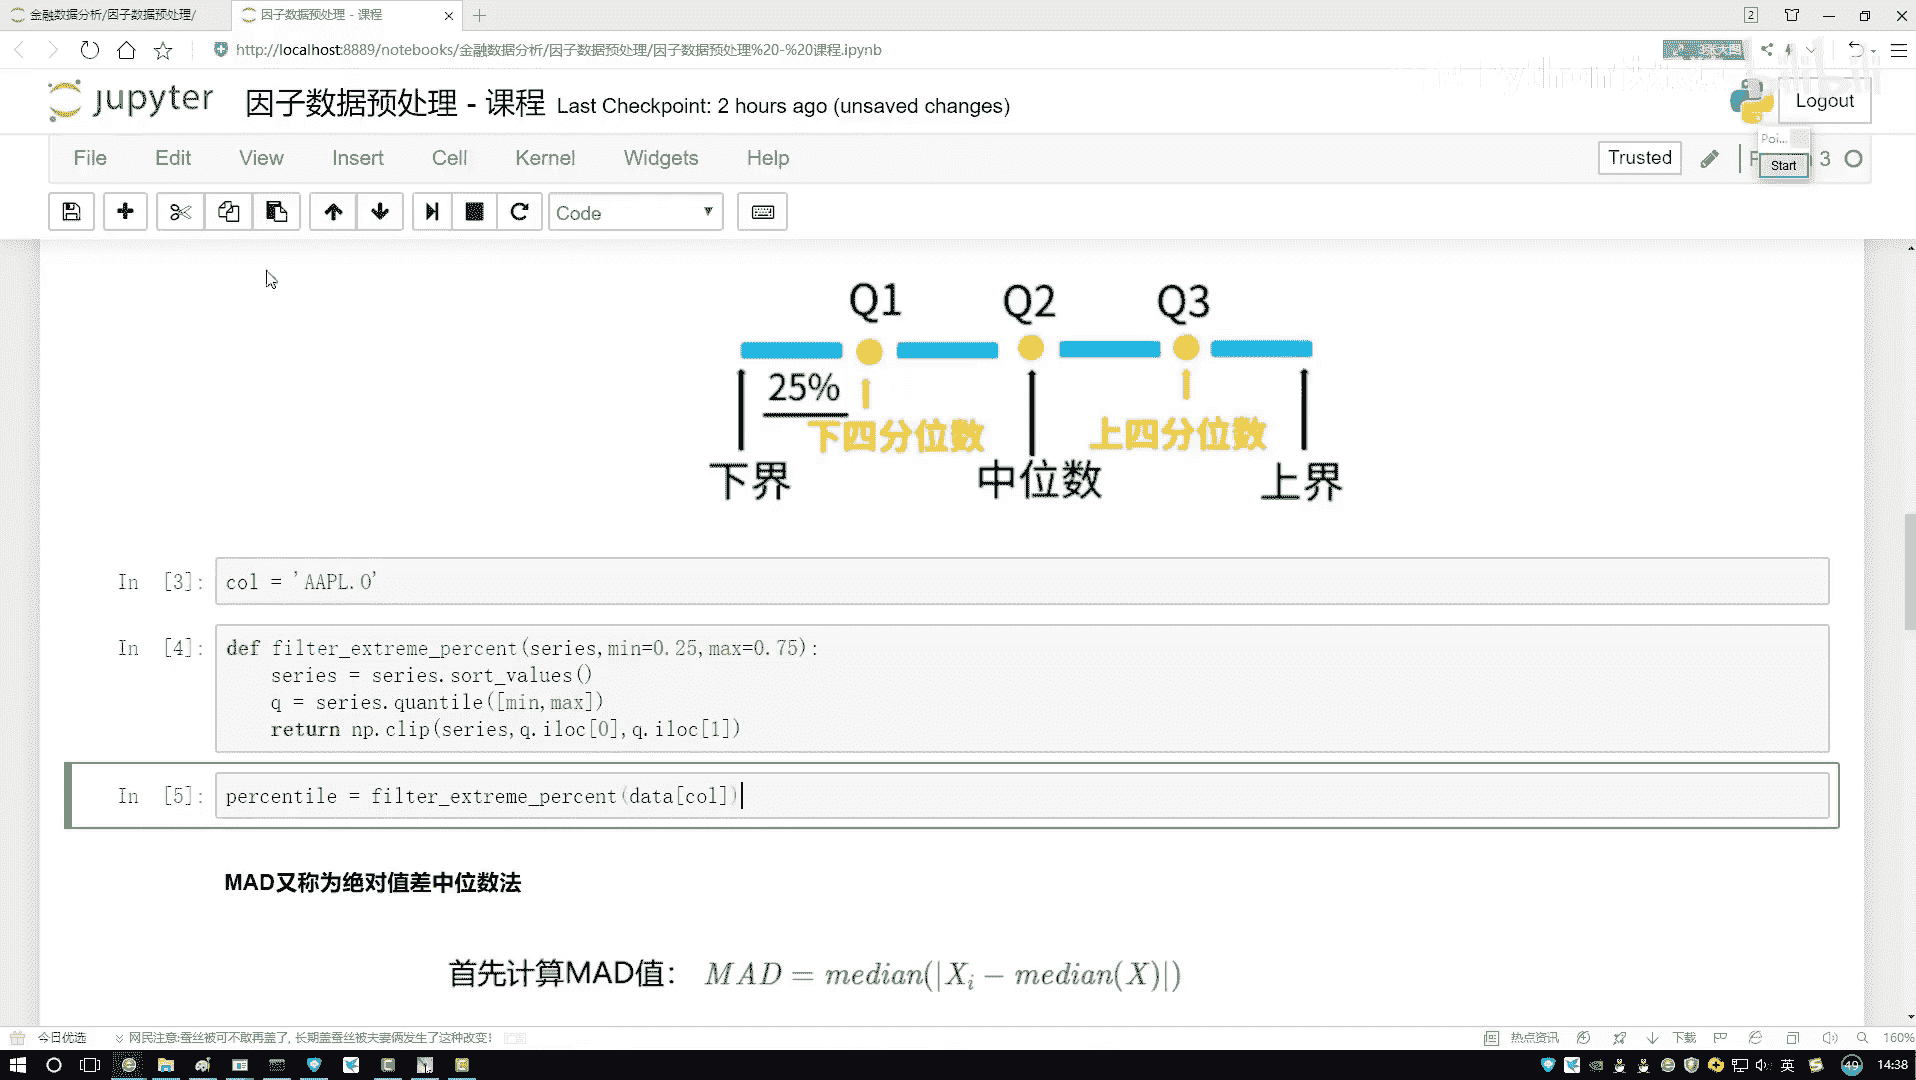 金融数据分析/因子数据预处理/
因子数据预处理 - 课程
2
http://localhost:8889/notebooks/金融数据分析/因子数据预处理/因子数据预处理%20-%20课程.ipynb
jupyter 因子数据预处理 - 课程 Last Checkpoint: 2 hours ago (unsaved changes)
bilibili
Logout
File Edit View Insert Cell Kernel Widgets Help
Trusted
Poi...
Start
3
Code
Q1 Q2 Q3
25%
下四分位数 上四分位数
下界 中位数 上界
In [3]: col = 'AAPL.O'
In [4]: def filter_extreme_percent(series,min=0.25,max=0.75):
series = series.sort_values()
q = series.quantile([min,max])
return np.clip(series,q.iloc[0],q.iloc[1])
In [5]: percentile = filter_extreme_percent(data[col])
MAD又称为绝对值差中位数法
首先计算MAD值： MAD = median(|Xi − median(X)|)
今日优选 网民注意:蚕丝被可不敢再盖了, 长期盖蚕丝被夫妻俩发生了这种改变!
热点资讯 下载 160%
英 49 14:38